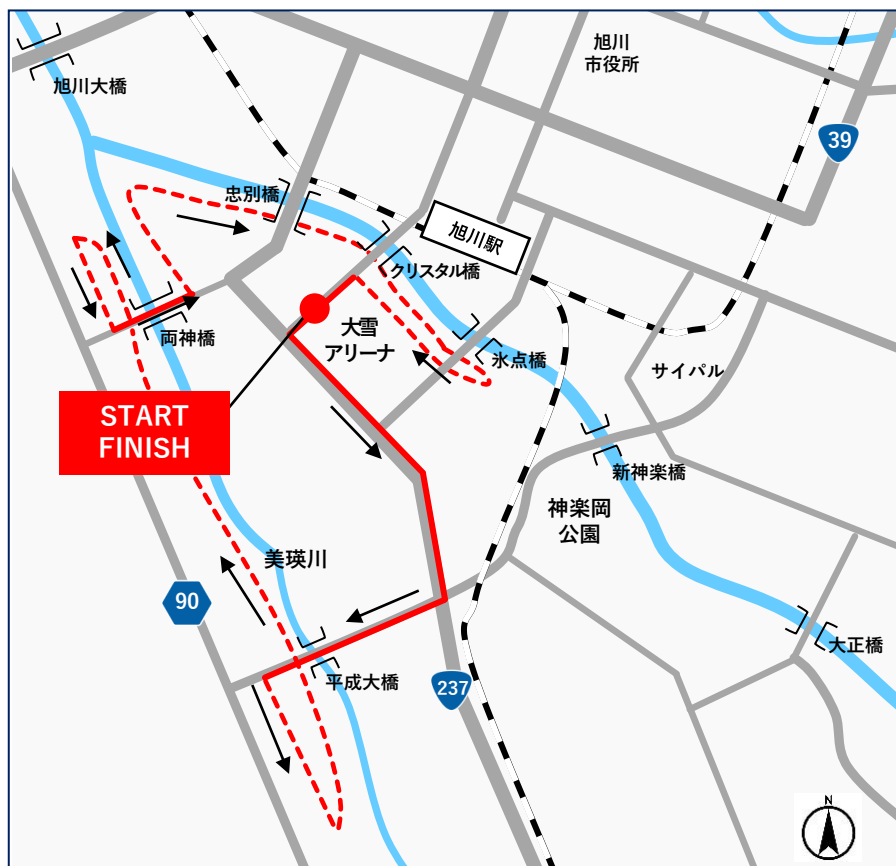 旭川
市役所
旭川大橋
39
忠別橋
旭川駅
クリスタル橋
両神橋
大雪
アリーナ
氷点橋
サイパル
START
FINISH
新神楽橋
神楽岡
公園
美瑛川
90
大正橋
平成大橋
237
N